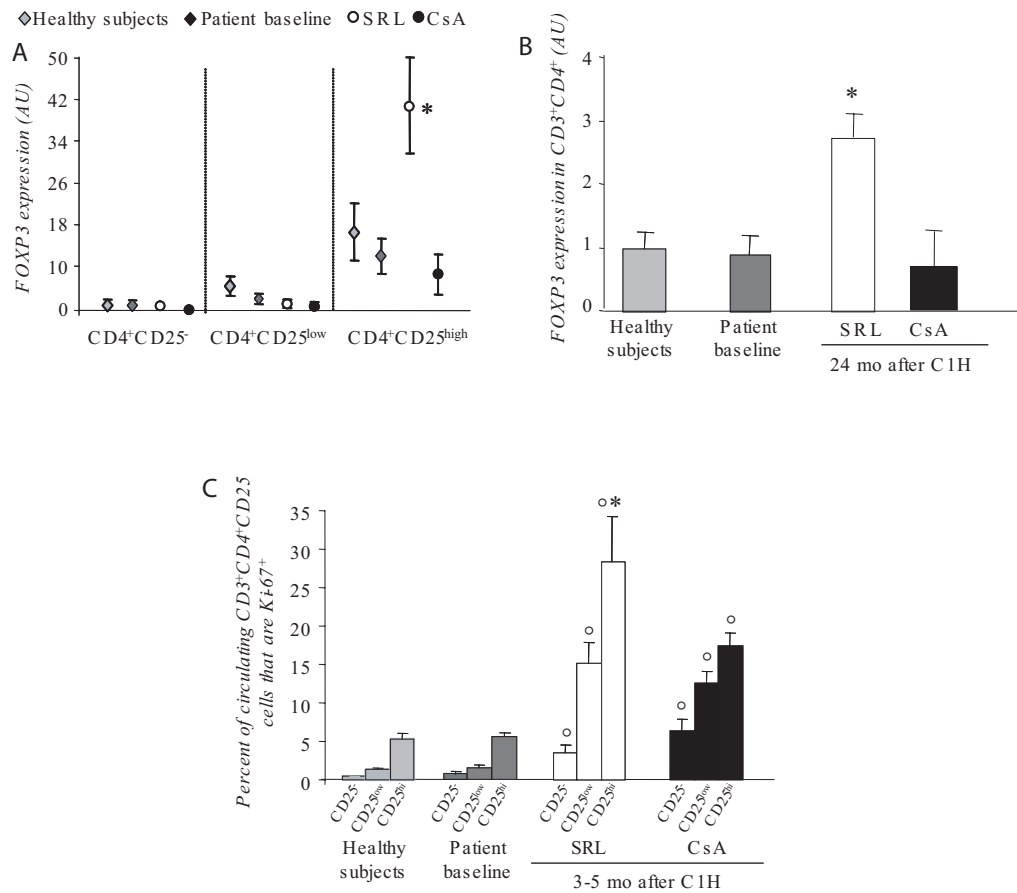 Healthy subjects Patient baseline SRL CsA
A
FOXP3 expression (AU)
50
42
34
26
18
10
0
*
CD4+CD25- CD4+CD25low CD4+CD25high
B
FOXP3 expression in CD3+CD4+ (AU)
4
3
2
1
0
*
Healthy subjects
Patient baseline
SRL CsA
24 mo after C1H
C
Percent of circulating CD3+CD4+CD25
cells that are Ki-67+
35
30
25
20
15
10
5
0
°*
° ° ° ° °
CD25- CD25low CD25hi CD25- CD25low CD25hi CD25- CD25low CD25hi CD25- CD25low CD25hi
Healthy subjects
Patient baseline
SRL CsA
3-5 mo after C1H